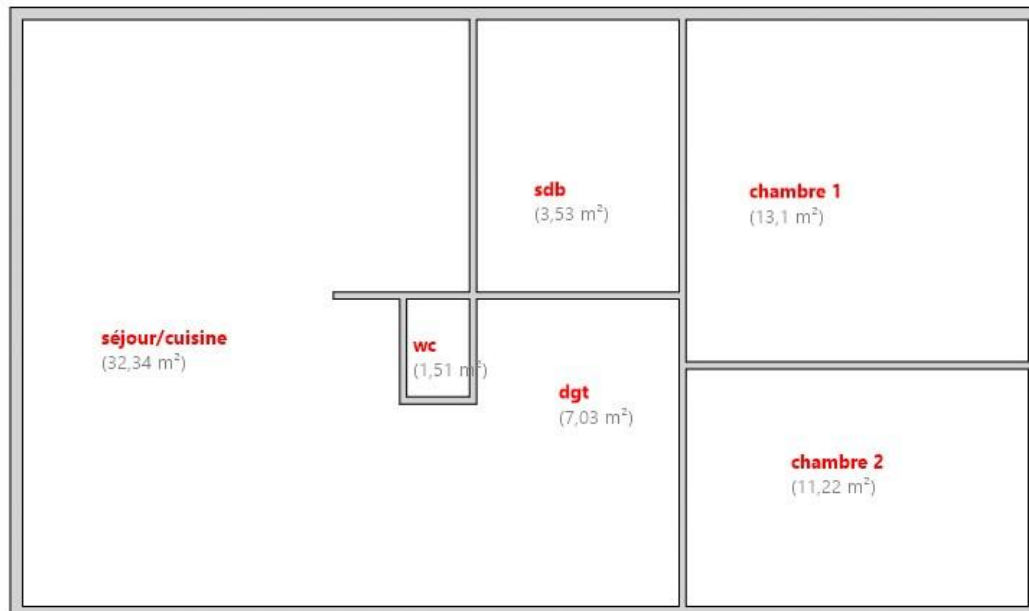 sdb
(3,53 m²)
chambre 1
(13,1 m²)
séjour/cuisine
(32,34 m²)
wc
(1,51 m²)
dgt
(7,03 m²)
chambre 2
(11,22 m²)